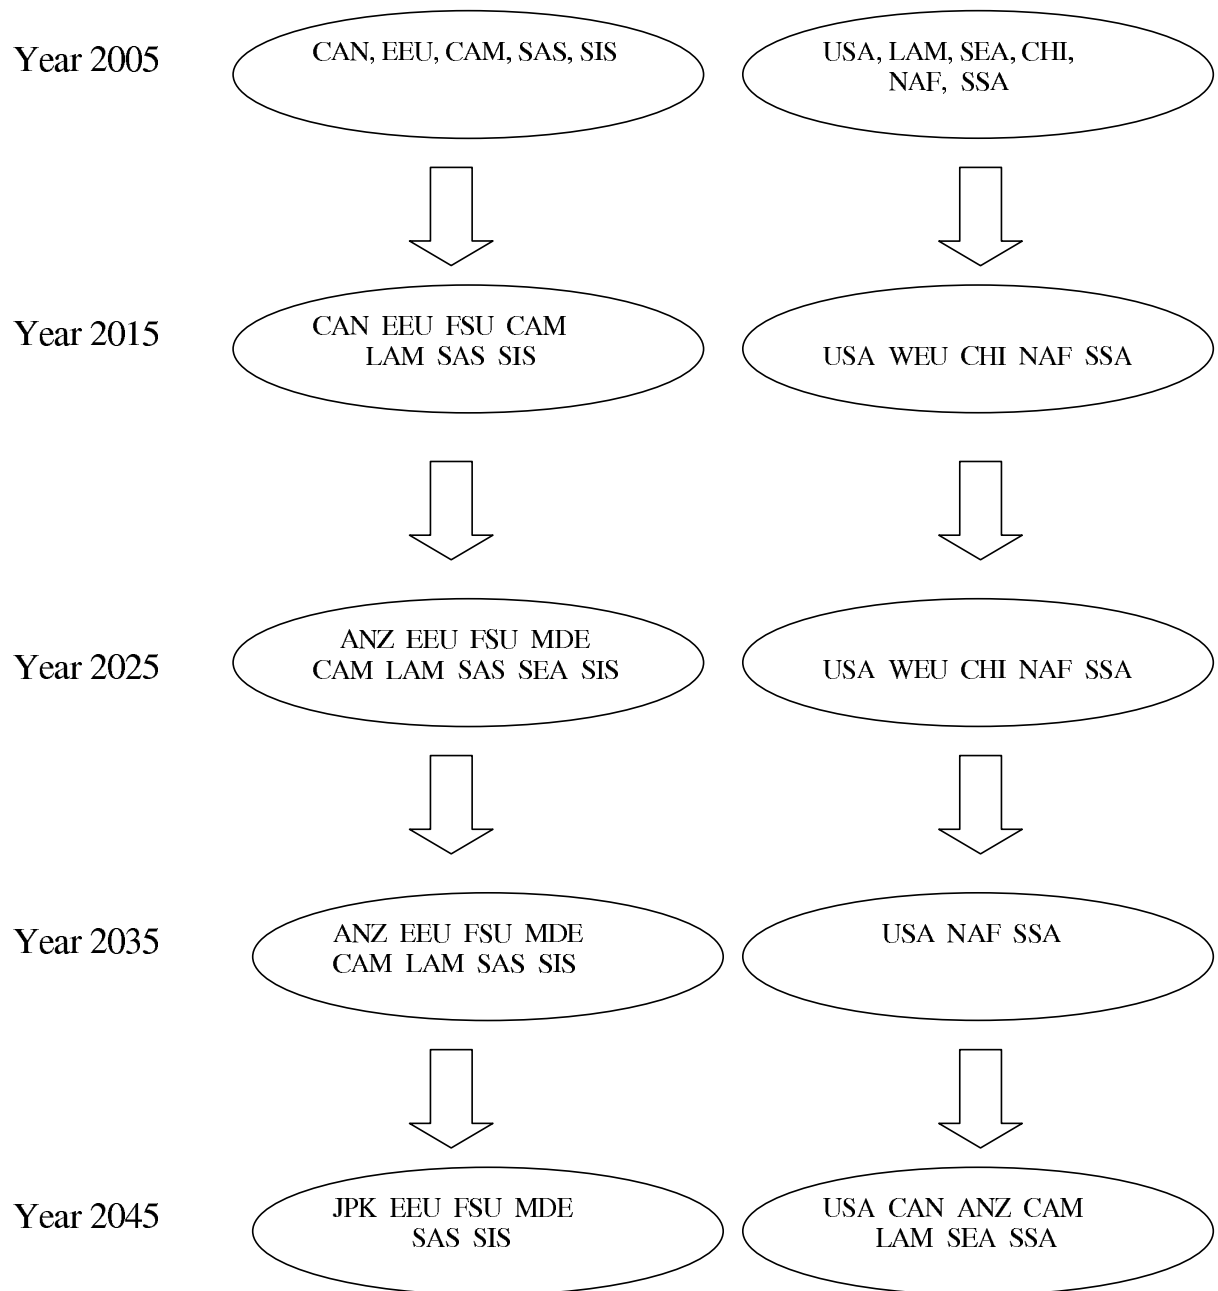 Year 2005
CAN, EEU, CAM, SAS, SIS
USA, LAM, SEA, CHI,
NAF, SSA
Year 2015
CAN EEU FSU CAM
LAM SAS SIS
USA WEU CHI NAF SSA
Year 2025
ANZ EEU FSU MDE
CAM LAM SAS SEA SIS
USA WEU CHI NAF SSA
Year 2035
ANZ EEU FSU MDE
CAM LAM SAS SIS
USA NAF SSA
Year 2045
JPK EEU FSU MDE
SAS SIS
USA CAN ANZ CAM
LAM SEA SSA